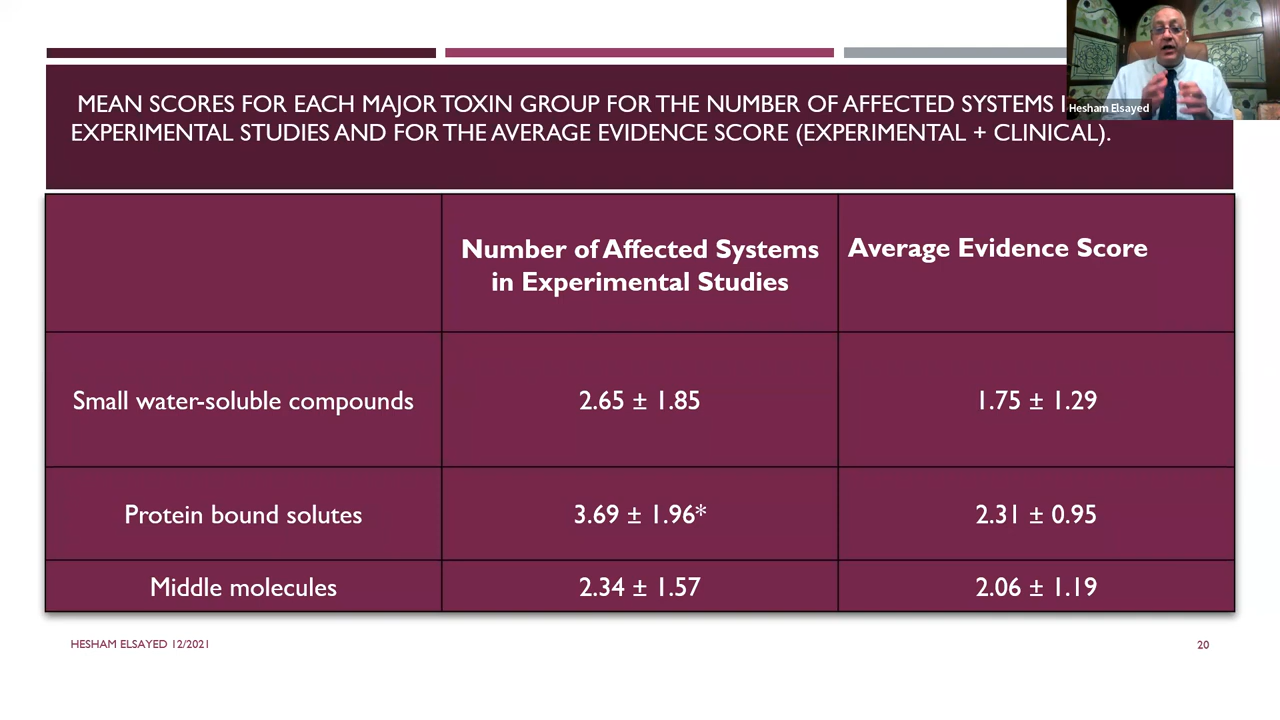 MEAN SCORES FOR EACH MAJOR TOXIN GROUP FOR THE NUMBER OF AFFECTED SYSTEMS
EXPERIMENTAL STUDIES AND FOR THE AVERAGE EVIDENCE SCORE (EXPERIMENTAL + CLINICAL).
Hesham Elsayed
Number of Affected Systems
in Experimental Studies
Average Evidence Score
Small water-soluble compounds
2.65 ± 1.85
1.75 ± 1.29
Protein bound solutes
3.69 ± 1.96*
2.31 ± 0.95
Middle molecules
2.34 ± 1.57
2.06 ± 1.19
HESHAM ELSAYED 12/2021
20